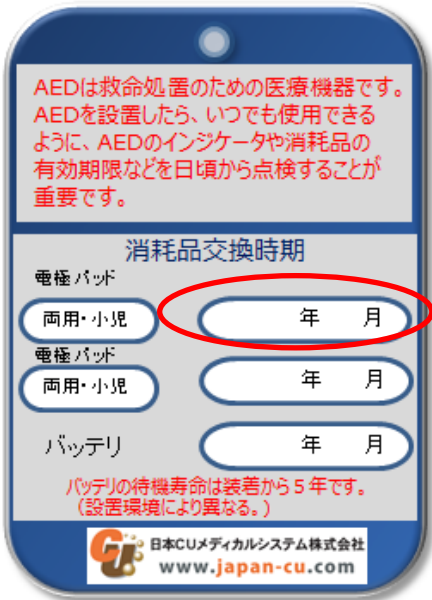 AEDは救命処置のための医療機器です。
AEDを設置したら、いつでも使用できる
ように、AEDのインジケータや消耗品の
有効期限などを日頃から点検することが
重要です。
消耗品交換時期
電極パッド
両用・小児 年 月
電極パッド
両用・小児 年 月
バッテリ 年 月
バッテリの待機寿命は装着から５年です。
（設置環境により異なる。）
CU
日本CUメディカルシステム株式会社
www.japan-cu.com